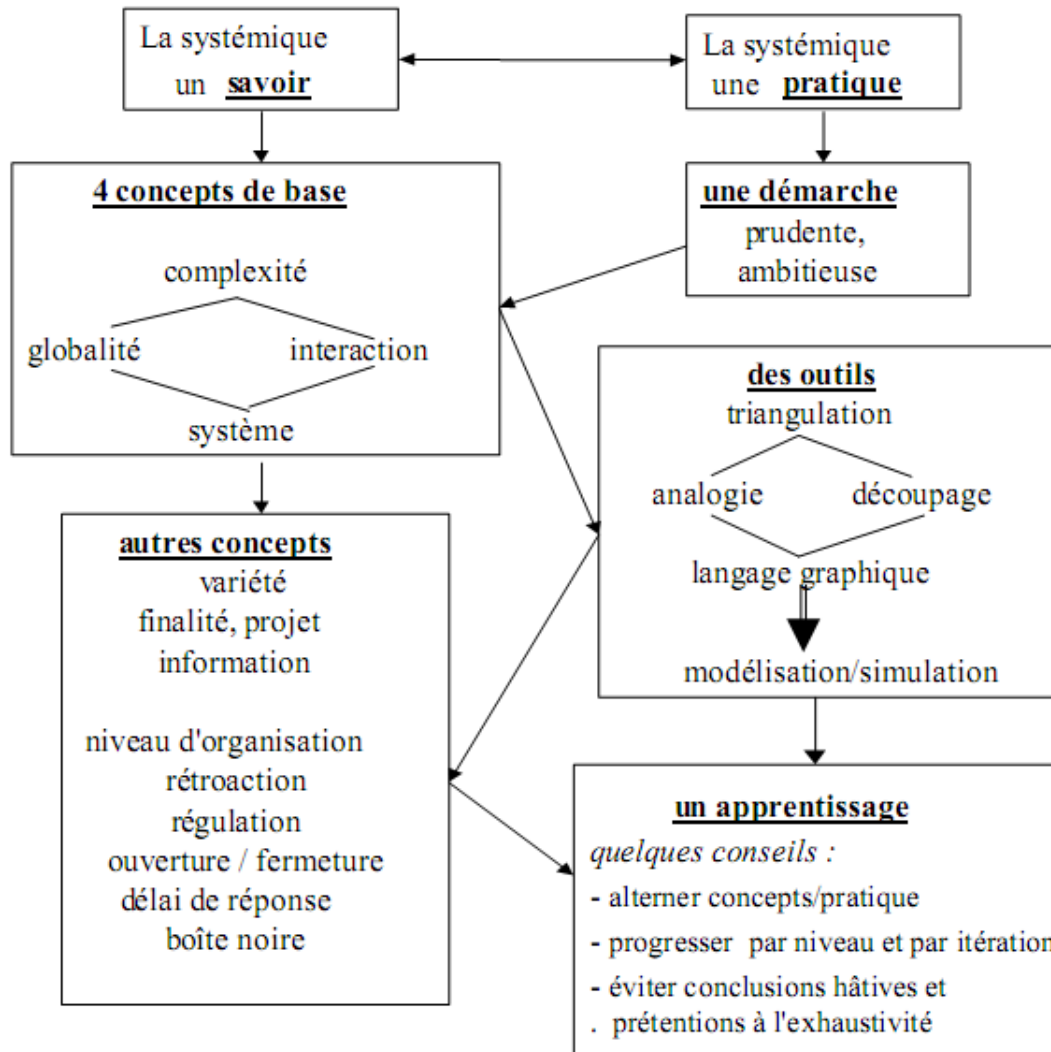 La systémique
un savoir
La systémique
une pratique
4 concepts de base
complexité
globalité
interaction
système
une démarche
prudente,
ambitieuse
des outils
triangulation
analogie
découpage
langage graphique
modélisation/simulation
autres concepts
variété
finalité, projet
information
niveau d'organisation
rétroaction
régulation
ouverture / fermeture
délai de réponse
boîte noire
un apprentissage
quelques conseils :
- alterner concepts/pratique
- progresser par niveau et par itération
- éviter conclusions hâtives et
. prétentions à l'exhaustivité